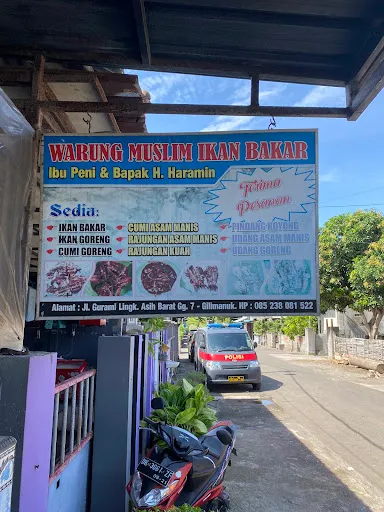 WARUNG MUSLIM IKAN BAKAR
Ibu Peni & Bapak H. Haramin
Terima
Pesanan
Sedia:
IKAN BAKAR
IKAN GORENG
CUMI GORENG
CUMI ASAM MANIS
RAJUNGAN ASAM MANIS
RAJUNGAN KUAH
PINDANG KOYONG
UDANG ASAM MANIS
UDANG GORENG
Alamat : JL. Gurami Lingk. Asih Barat Gg. 7 - Gilimanuk. HP : 085 238 081 522
POLISI